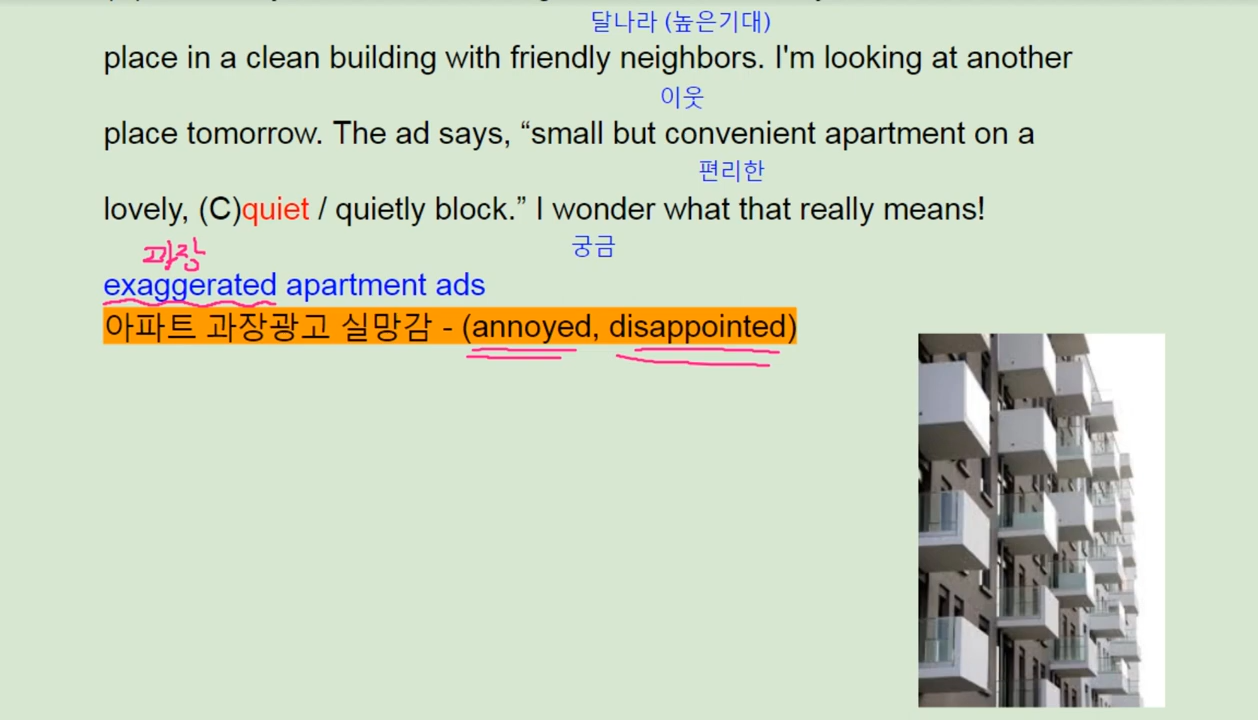 달나라 (높은기대)
place in a clean building with friendly neighbors. I'm looking at another
이웃
place tomorrow. The ad says, “small but convenient apartment on a
편리한
lovely, (C)quiet / quietly block.” I wonder what that really means!
궁금
과장
exaggerated apartment ads
아파트 과장광고 실망감 - (annoyed, disappointed)